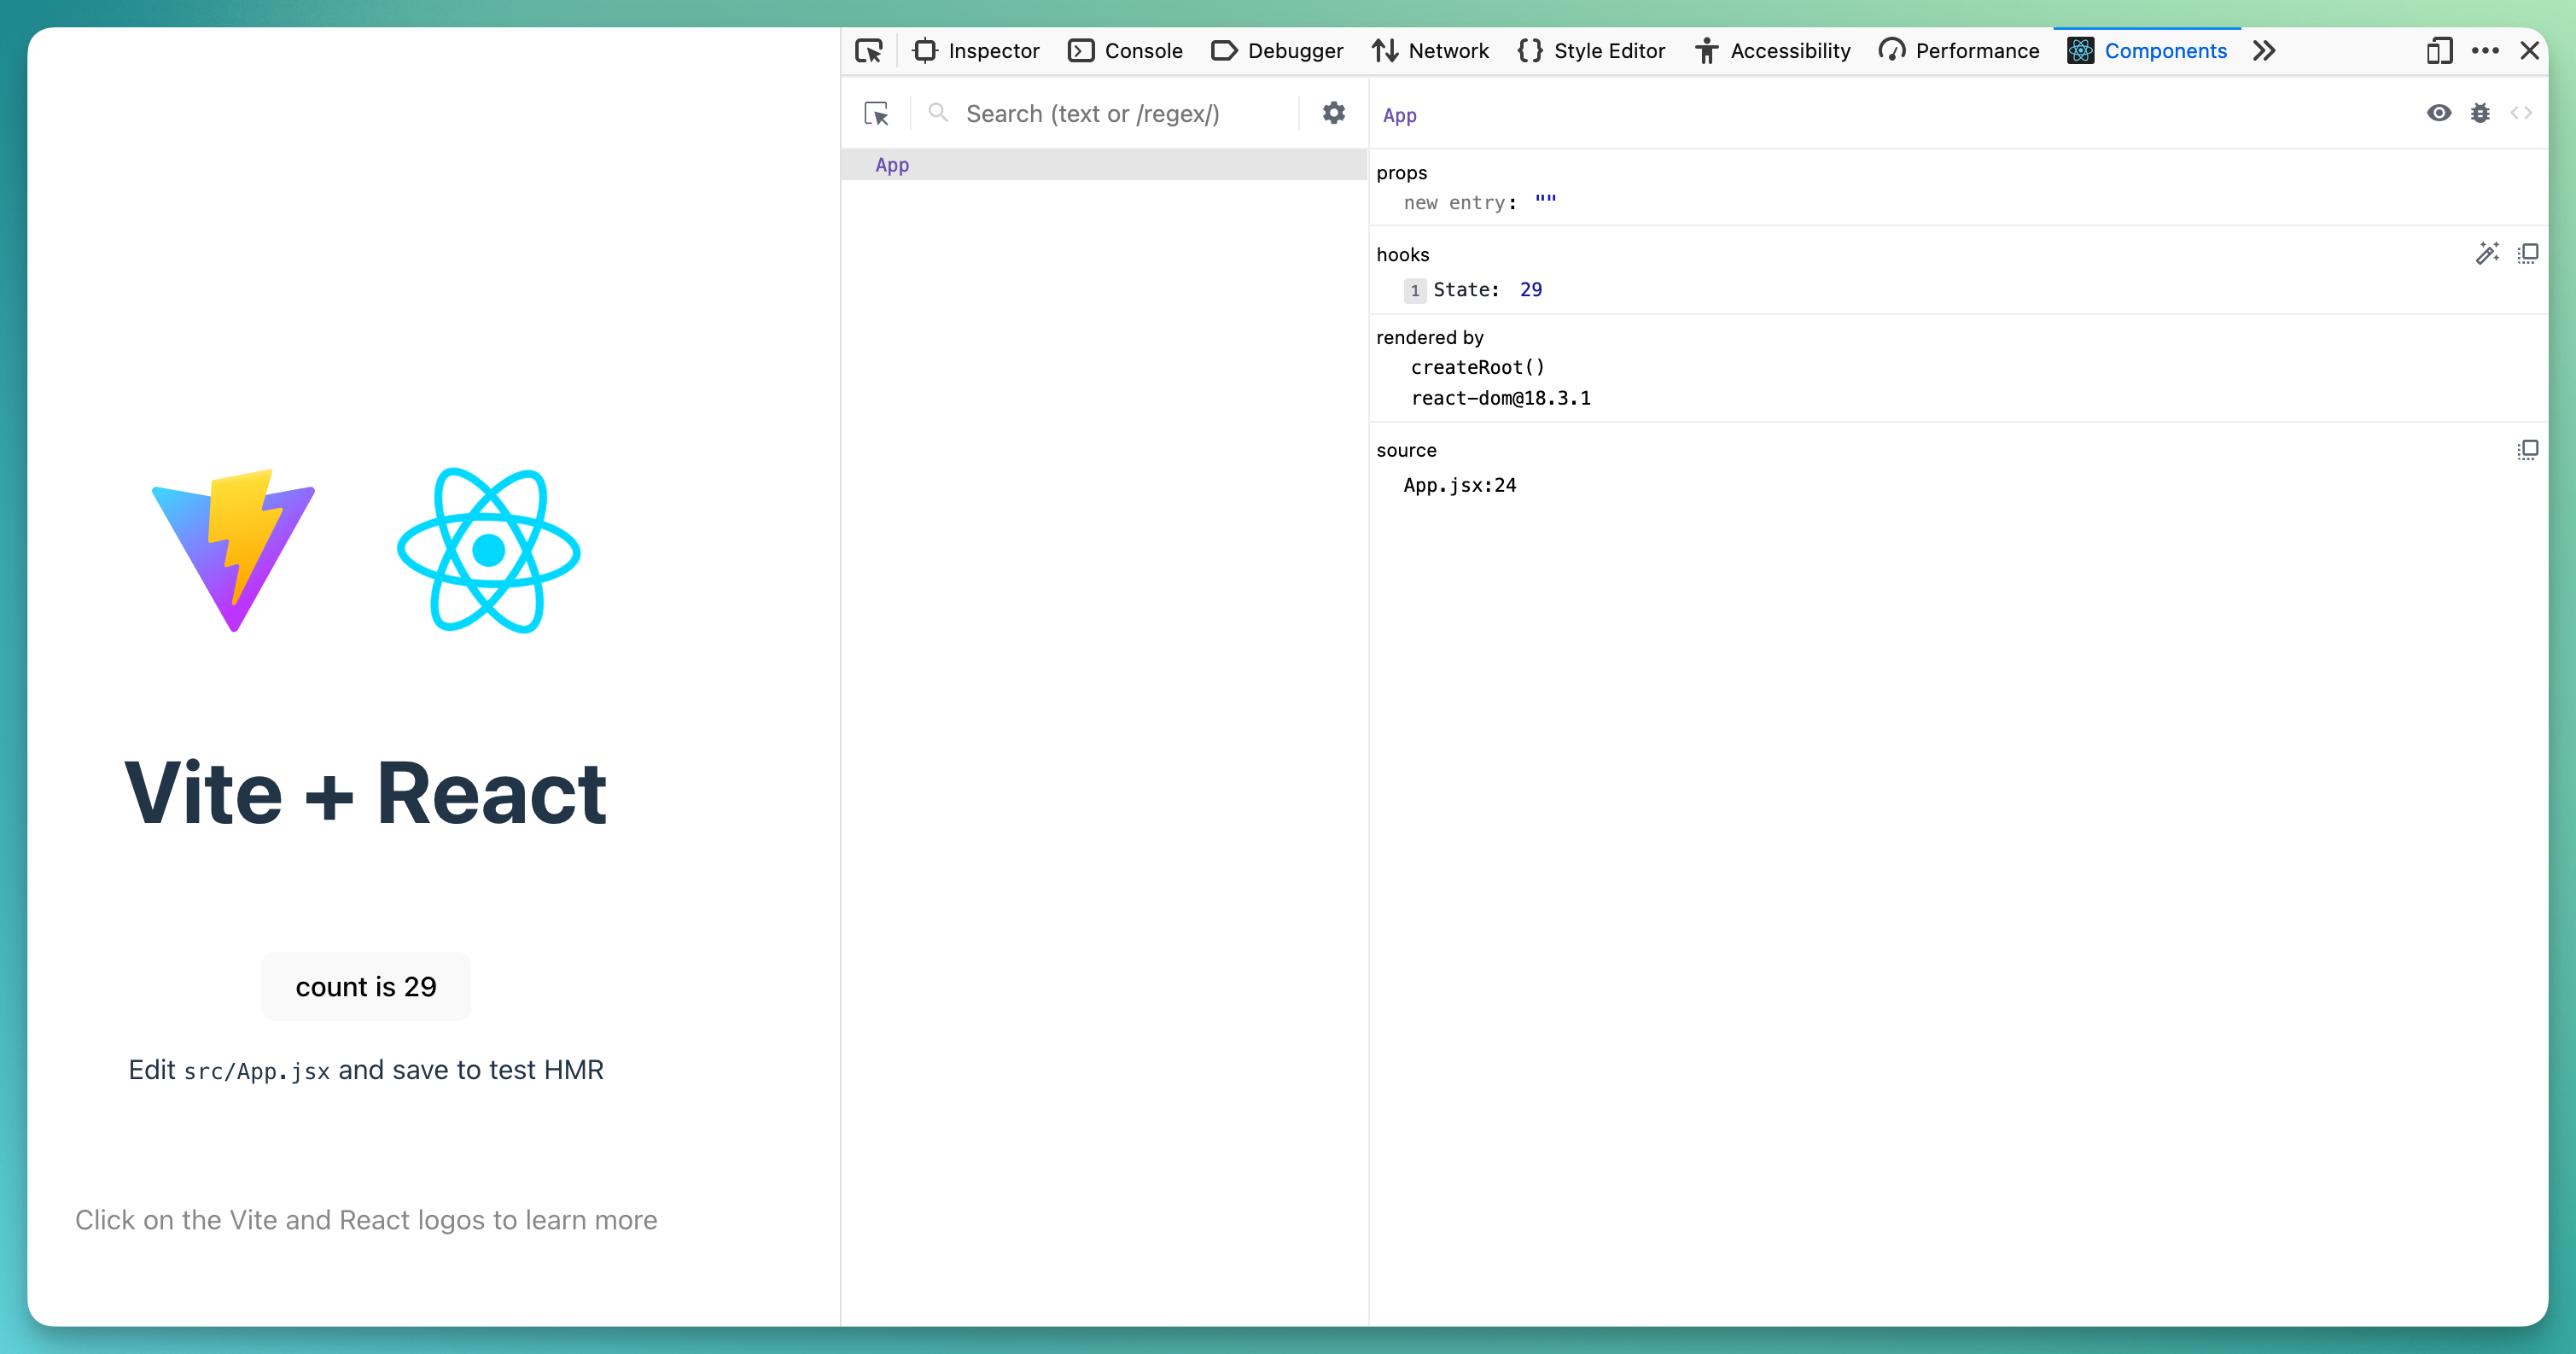 Vite + React
count is 29
Edit src/App.jsx and save to test HMR
Click on the Vite and React logos to learn more
Inspector Console Debugger Network Style Editor Accessibility Performance Components
Search (text or /regex/)
App
App
props
new entry: ""
hooks
1 State: 29
rendered by
createRoot()
react-dom@18.3.1
source
App.jsx:24